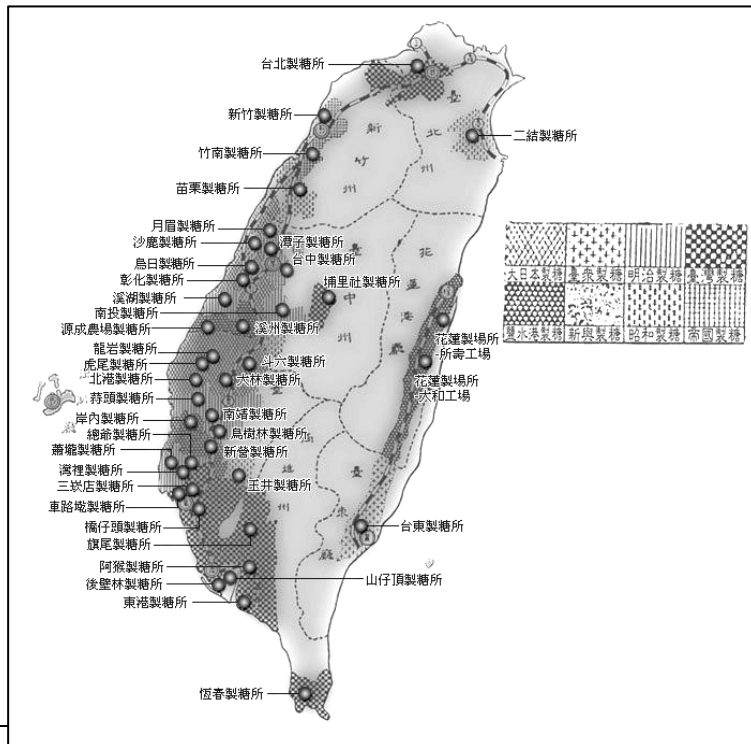 台北製糖所
新竹製糖所
二結製糖所
竹南製糖所
苗栗製糖所
月眉製糖所
沙鹿製糖所
潭子製糖所
台中製糖所
烏日製糖所
彰化製糖所
埔里社製糖所
溪湖製糖所
南投製糖所
源成農場製糖所
溪州製糖所
花蓮製場所
-所壽工場
龍岩製糖所
虎尾製糖所
斗六製糖所
北港製糖所
大林製糖所
花蓮製場所
-大和工場
蒜頭製糖所
岸內製糖所
南靖製糖所
總爺製糖所
烏樹林製糖所
蕭壠製糖所
新營製糖所
灣裡製糖所
三崁店製糖所
玉井製糖所
車路墘製糖所
橋仔頭製糖所
台東製糖所
旗尾製糖所
阿猴製糖所
後壁林製糖所
山仔頂製糖所
東港製糖所
恆春製糖所
大日本製糖
臺東製糖
明治製糖
臺灣製糖
鹽水港製糖
新興製糖
昭和製糖
帝國製糖
臺北州
新竹州
臺中州
花蓮港廳
臺東廳